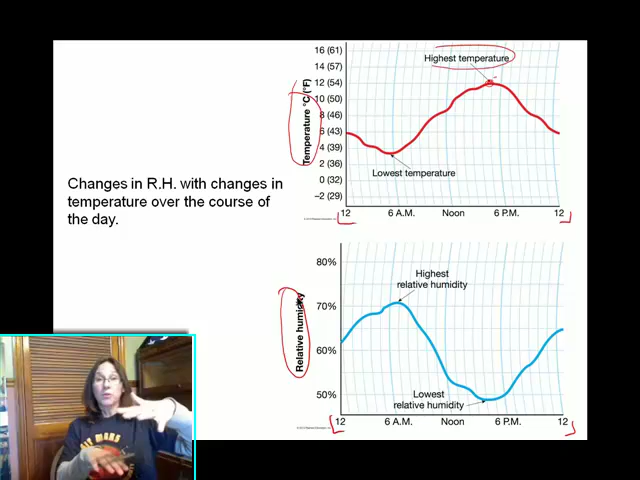 16 (61)
14 (57)
12 (54)
10 (50)
8 (46)
6 (43)
4 (39)
2 (36)
0 (32)
−2 (29)
Temperature °C (°F)
Highest temperature
Lowest temperature
12 6 A.M. Noon 6 P.M. 12
Changes in R.H. with changes in
temperature over the course of
the day.
80%
70%
60%
50%
Relative humidity
Highest
relative humidity
Lowest
relative humidity
12 6 A.M. Noon 6 P.M. 12